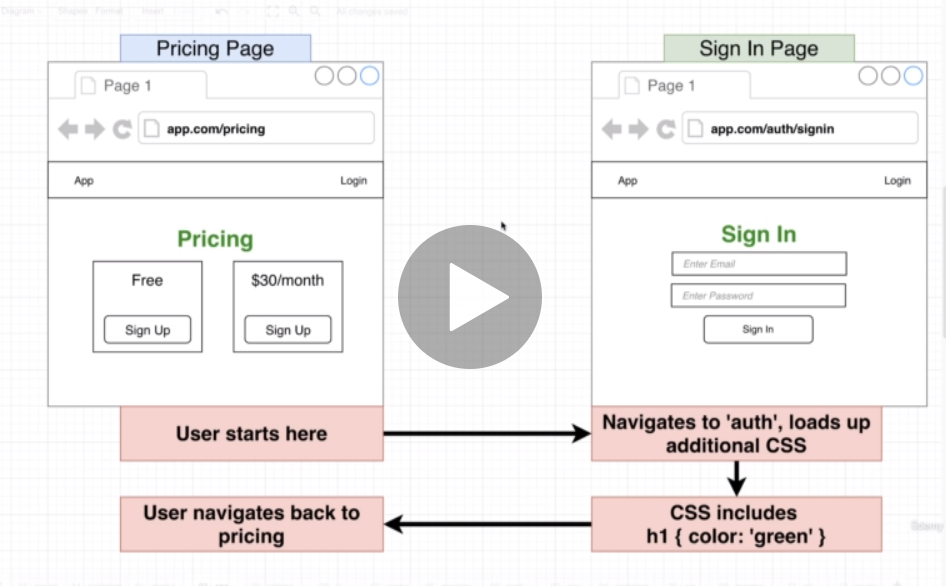 Diagram Shapes Format Insert All changes saved
Pricing Page
Page 1
app.com/pricing
App Login
Pricing
Free $30/month
Sign Up Sign Up
User starts here
User navigates back to
pricing
Sign In Page
Page 1
app.com/auth/signin
App Login
Sign In
Enter Email
Enter Password
Sign In
Navigates to 'auth', loads up
additional CSS
CSS includes
h1 { color: 'green' }
Udemy